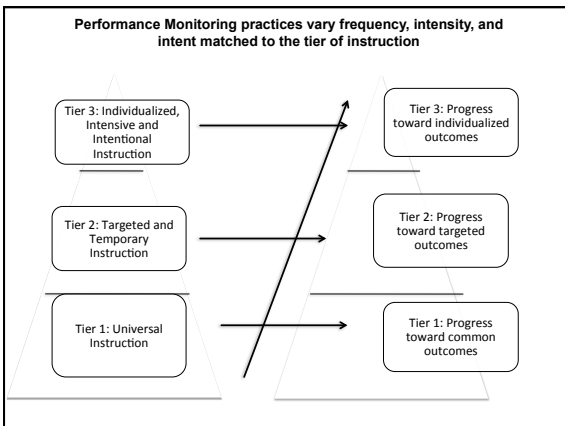 Performance Monitoring practices vary frequency, intensity, and
intent matched to the tier of instruction
Tier 3: Individualized,
Intensive and
Intentional
Instruction
Tier 3: Progress
toward individualized
outcomes
Tier 2: Targeted and
Temporary
Instruction
Tier 2: Progress
toward targeted
outcomes
Tier 1: Universal
Instruction
Tier 1: Progress
toward common
outcomes